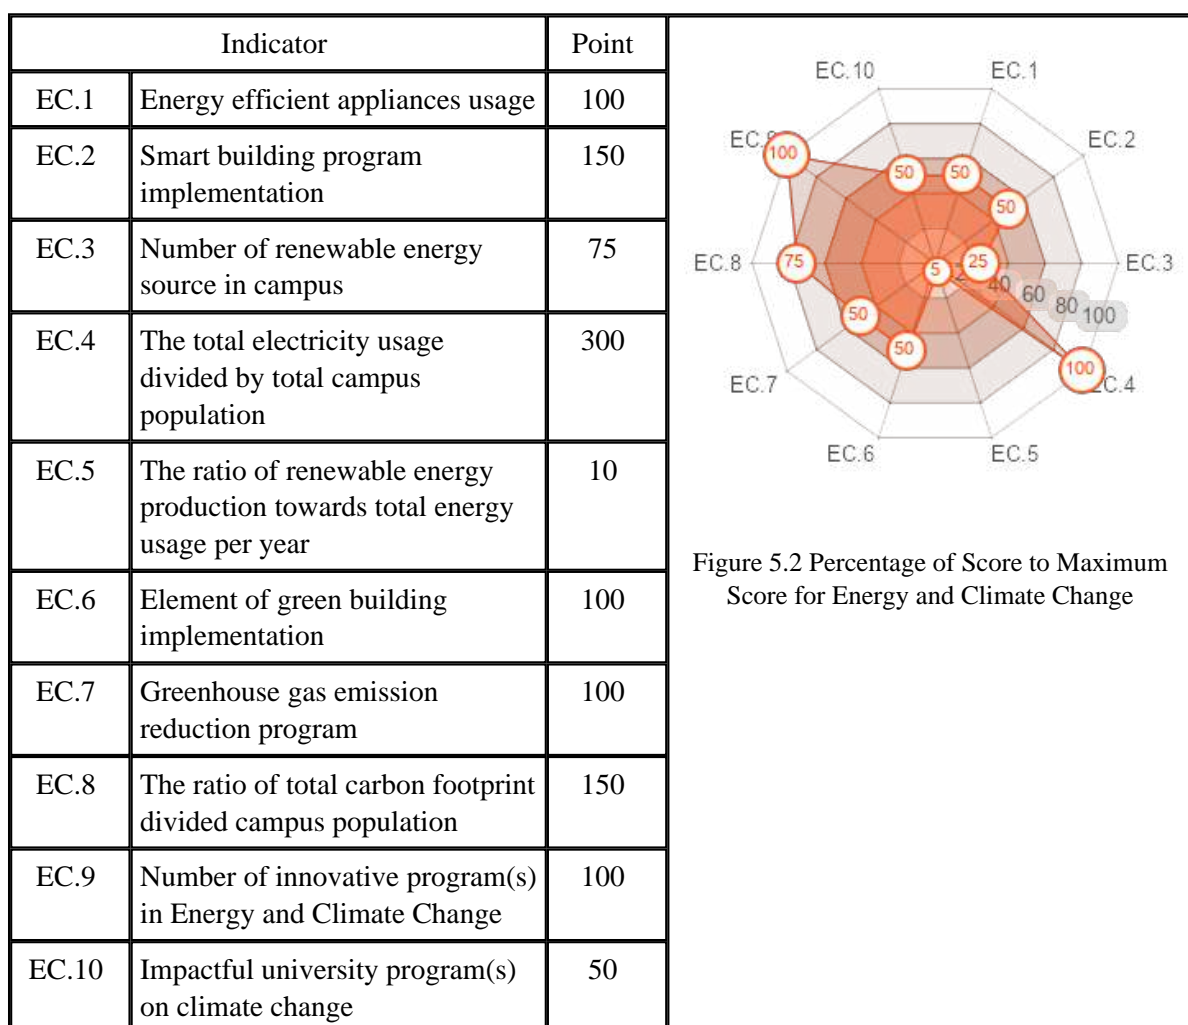 Indicator Point
EC.1 Energy efficient appliances usage 100
EC.2 Smart building program 150
implementation
EC.3 Number of renewable energy 75
source in campus
EC.4 The total electricity usage 300
divided by total campus
population
EC.5 The ratio of renewable energy 10
production towards total energy
usage per year
EC.6 Element of green building 100
implementation
EC.7 Greenhouse gas emission 100
reduction program
EC.8 The ratio of total carbon footprint 150
divided campus population
EC.9 Number of innovative program(s) 100
in Energy and Climate Change
EC.10 Impactful university program(s) 50
on climate change
EC.10 EC.1
100 EC.2
50 50
50
EC.8 75 5 25 EC.3
40 60 80 100
50 50 100
EC.7
EC.6 EC.5
Figure 5.2 Percentage of Score to Maximum
Score for Energy and Climate Change